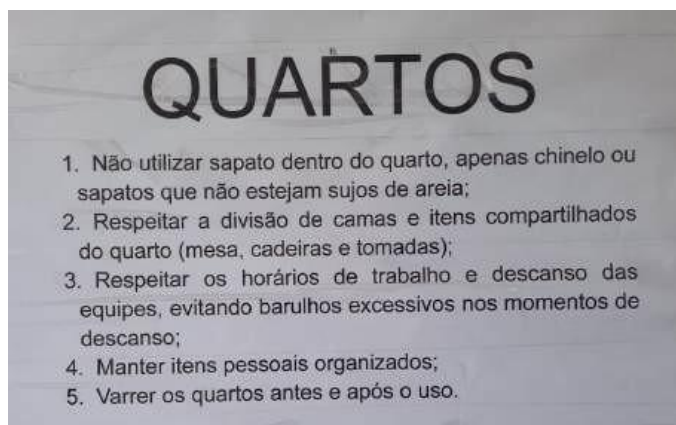 QUARTOS
1. Não utilizar sapato dentro do quarto, apenas chinelo ou
sapatos que não estejam sujos de areia;
2. Respeitar a divisão de camas e itens compartilhados
do quarto (mesa, cadeiras e tomadas);
3. Respeitar os horários de trabalho e descanso das
equipes, evitando barulhos excessivos nos momentos de
descanso;
4. Manter itens pessoais organizados;
5. Varrer os quartos antes e após o uso.